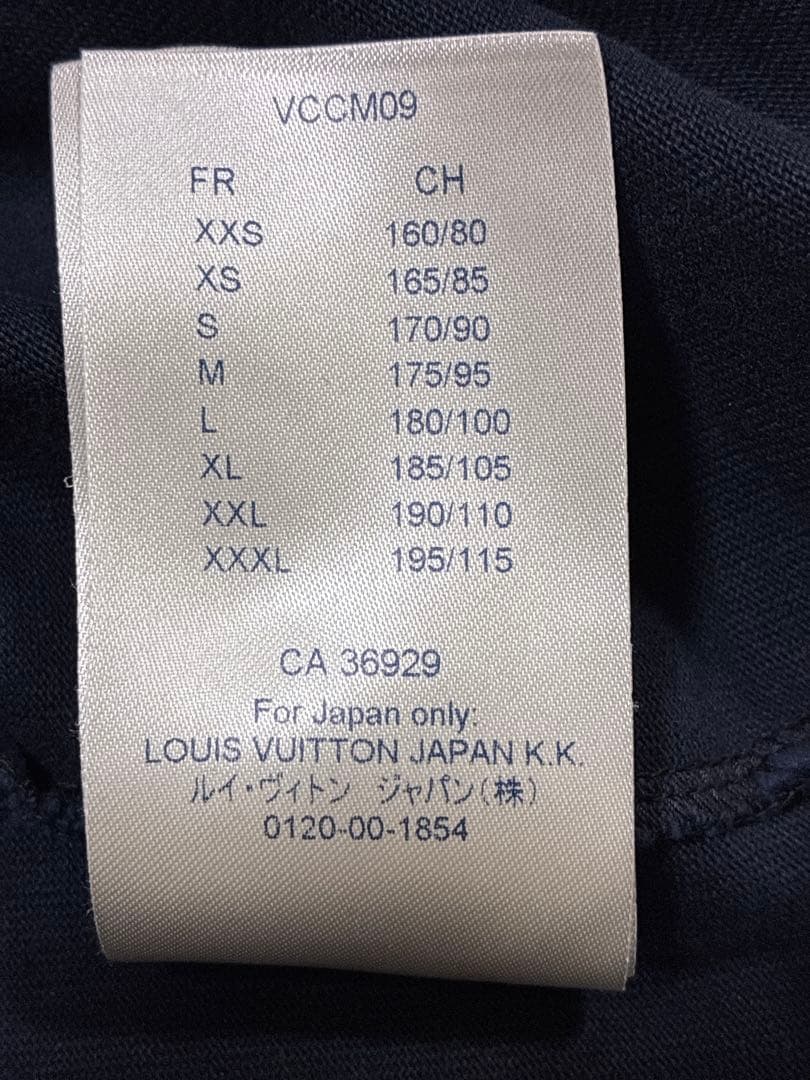 VCCM09
FR CH
XXS 160/80
XS 165/85
S 170/90
M 175/95
L 180/100
XL 185/105
XXL 190/110
XXXL 195/115
CA 36929
For Japan only:
LOUIS VUITTON JAPAN K.K.
ルイ・ヴィトン ジャパン(株)
0120-00-1854